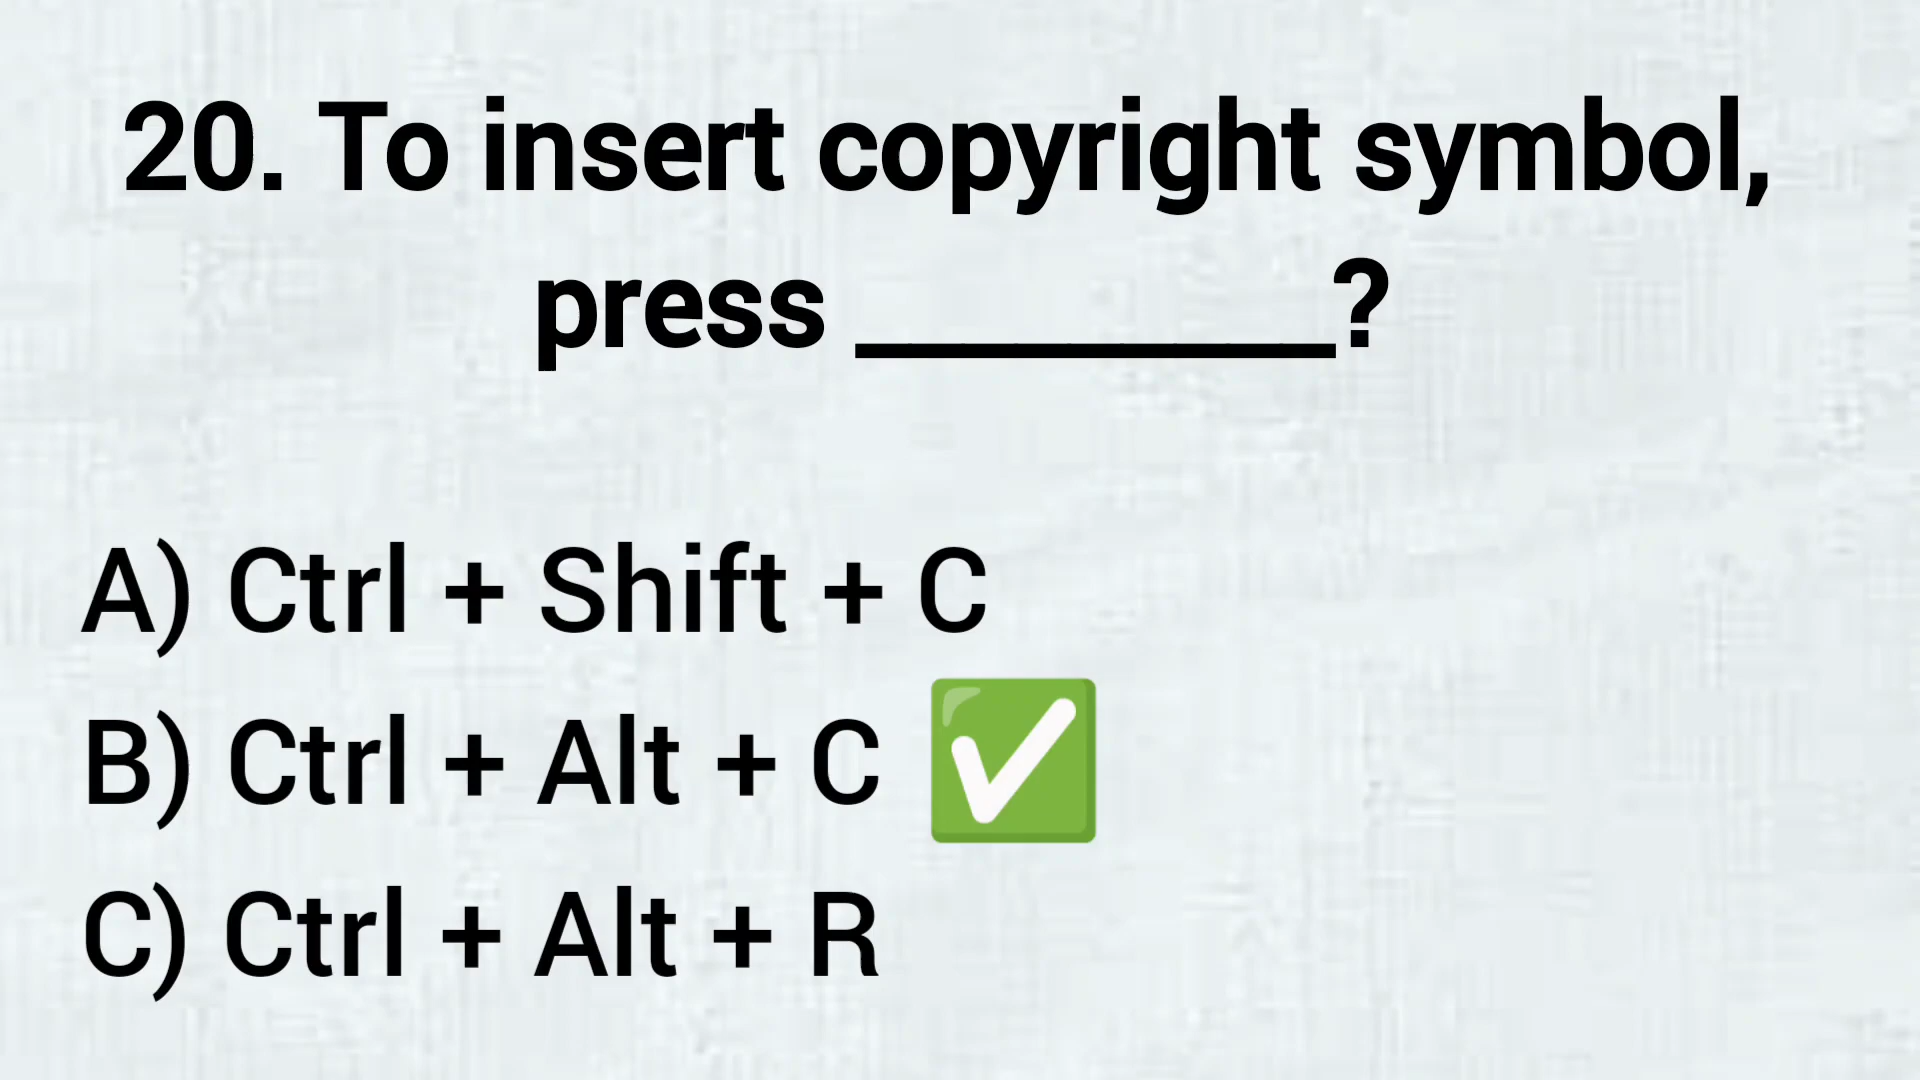 20. To insert copyright symbol,
press _________?
A) Ctrl + Shift + C
B) Ctrl + Alt + C ✅
C) Ctrl + Alt + R